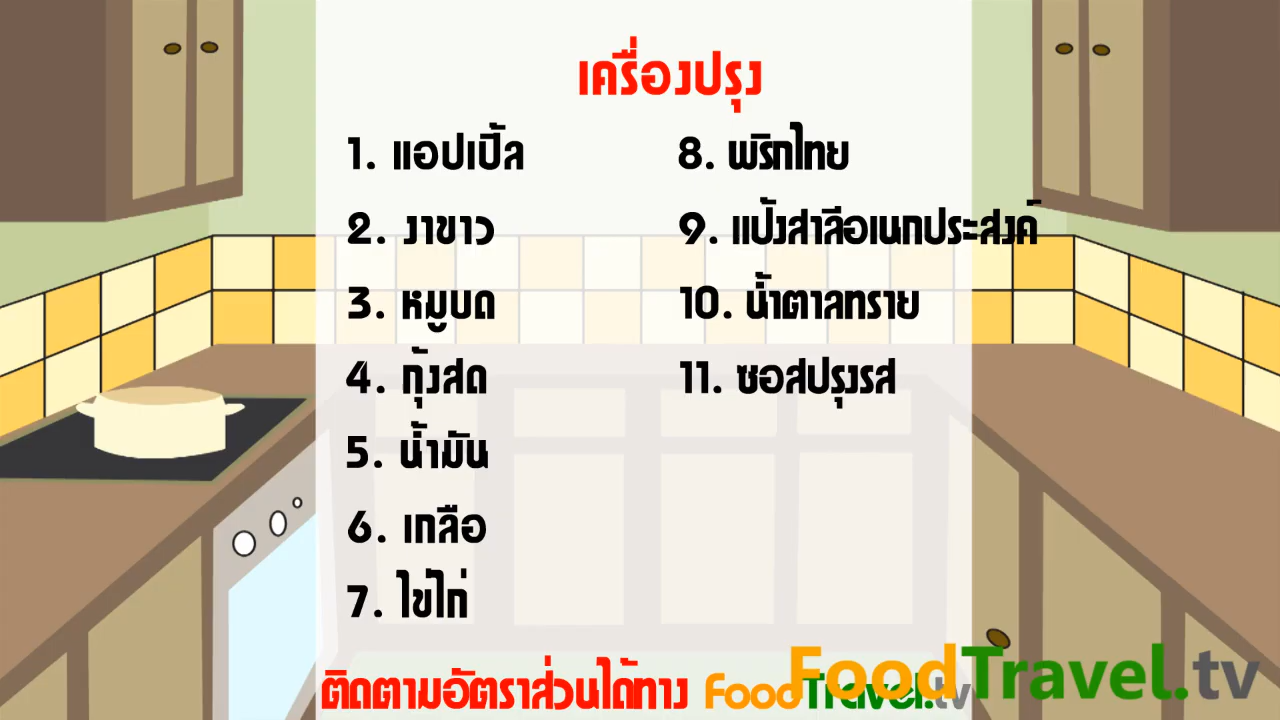 เครื่องปรุง
1. แอปเปิ้ล
2. งาขาว
3. หมูบด
4. กุ้งสด
5. น้ำมัน
6. เกลือ
7. ไข่ไก่
8. พริกไทย
9. แป้งสาลีอเนกประสงค์
10. น้ำตาลทราย
11. ซอสปรุงรส
ติดตามอัตราส่วนได้ทาง FoodTravel.tv
FoodTravel.tv